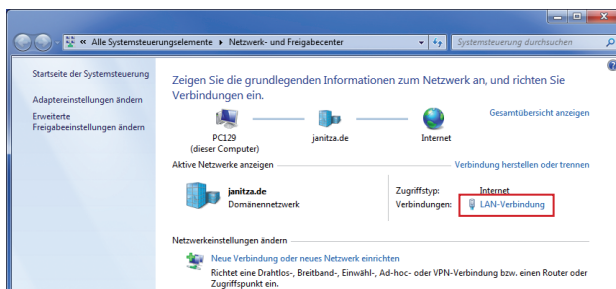 « Alle Systemsteuerungselemente ▸ Netzwerk- und Freigabecenter
Systemsteuerung durchsuchen
Startseite der Systemsteuerung
Adaptereinstellungen ändern
Erweiterte
Freigabeeinstellungen ändern
Zeigen Sie die grundlegenden Informationen zum Netzwerk an, und richten Sie
Verbindungen ein.
Gesamtübersicht anzeigen
PC129
(dieser Computer)
janitza.de
Internet
Aktive Netzwerke anzeigen
Verbindung herstellen oder trennen
janitza.de
Domänennetzwerk
Zugriffstyp: Internet
Verbindungen: LAN-Verbindung
Netzwerkeinstellungen ändern
Neue Verbindung oder neues Netzwerk einrichten
Richtet eine Drahtlos-, Breitband-, Einwähl-, Ad-hoc- oder VPN-Verbindung bzw. einen Router oder
Zugriffspunkt ein.